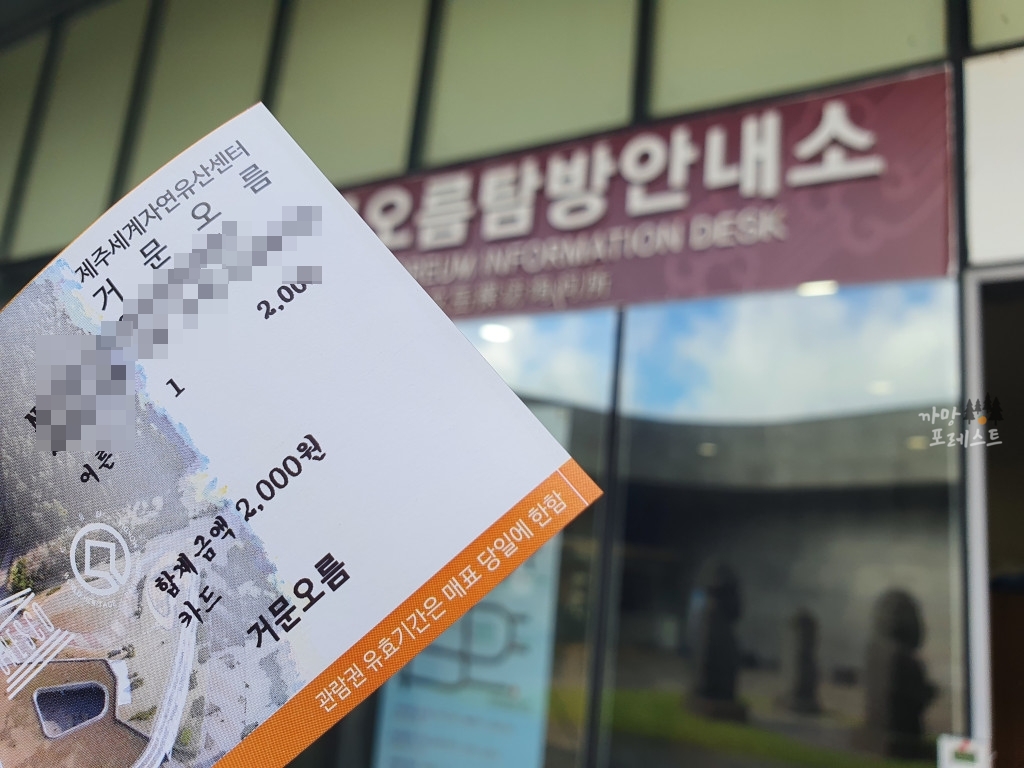 제주세계자연유산센터
거 문 오 름
2,000
어른 1
합계금액 2,000원
카드
거문오름
관람권 유효기간은 매표 당일에 한함
오름탐방안내소
INFORMATION DESK
까망
포레스트